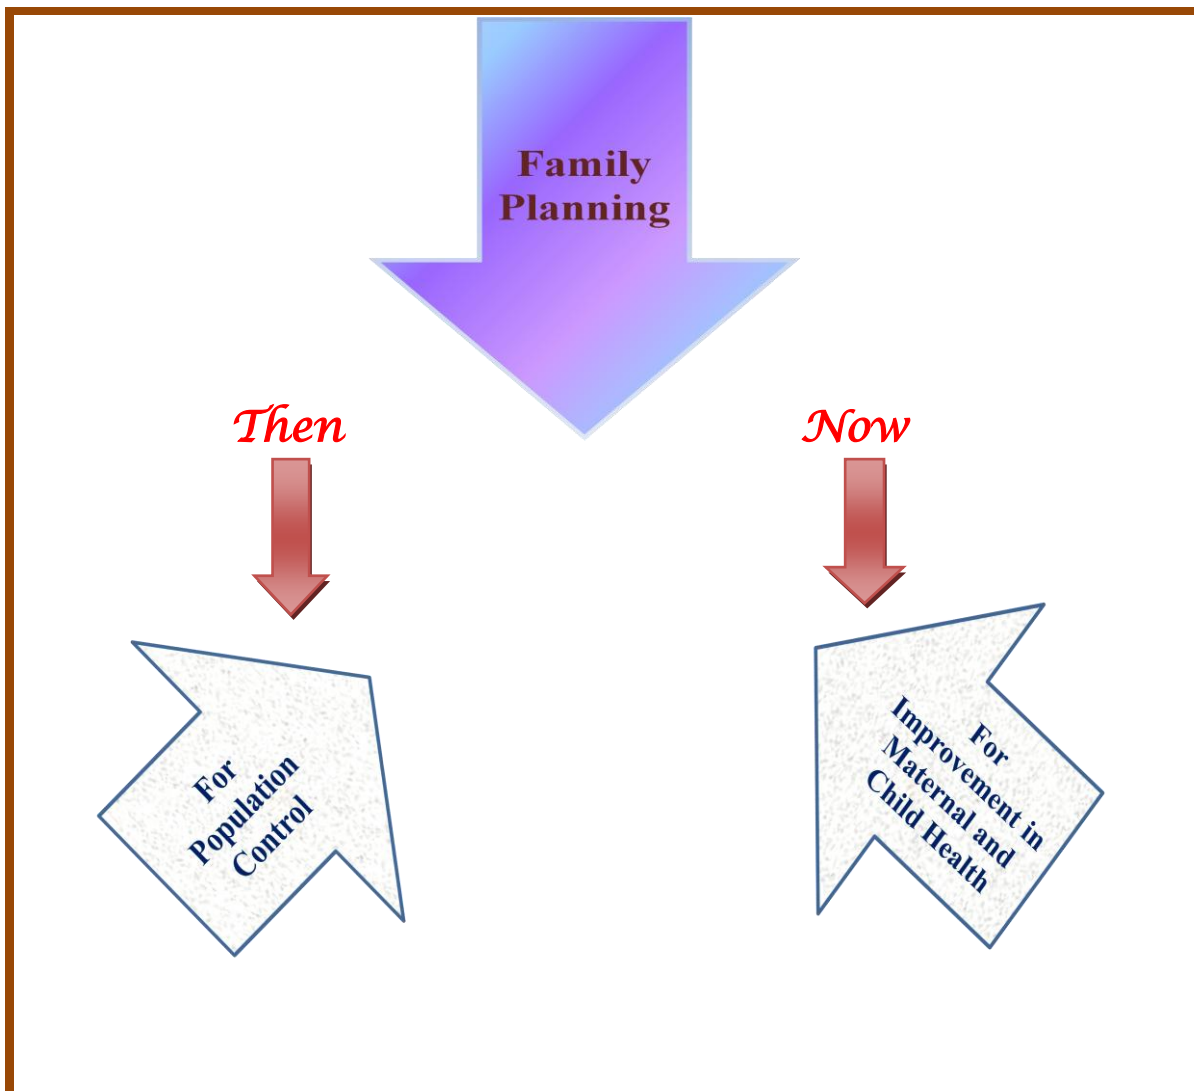 Family
Planning
Then
Now
For
Population
Control
For
Improvement in
Maternal and
Child Health